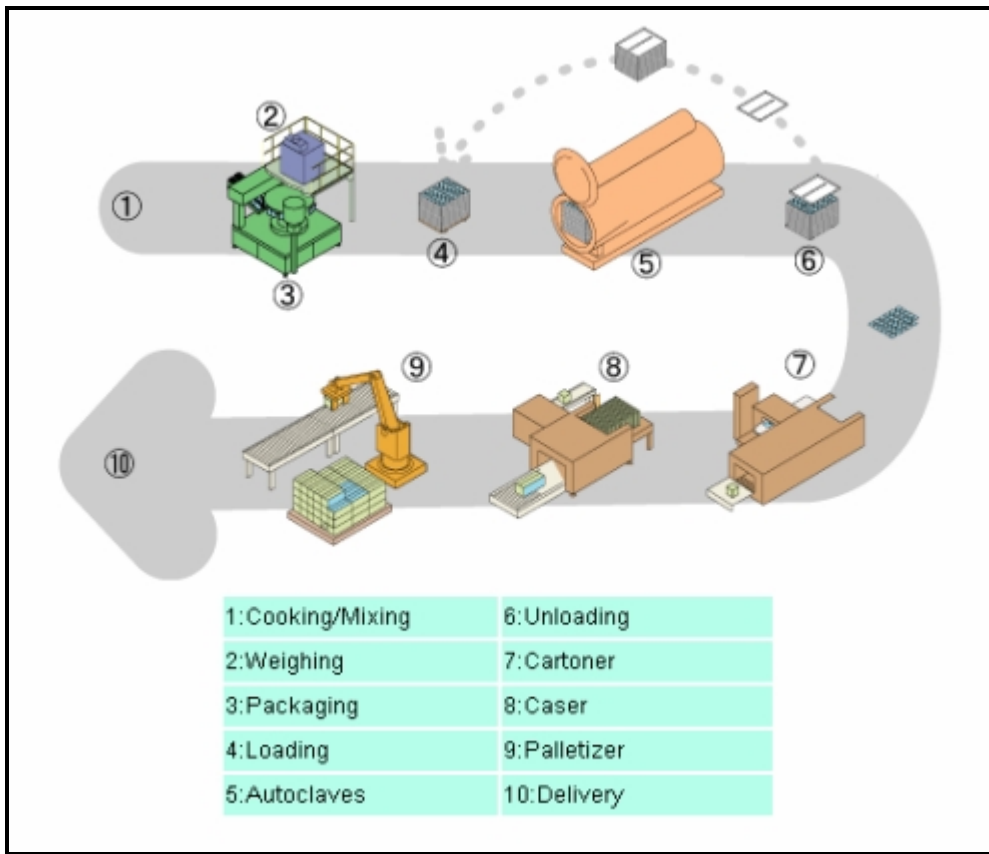 ②
①
④
⑤
⑥
③
⑨
⑧
⑦
⑩
1:Cooking/Mixing 6:Unloading
2:Weighing 7:Cartoner
3:Packaging 8:Caser
4:Loading 9:Palletizer
5:Autoclaves 10:Delivery